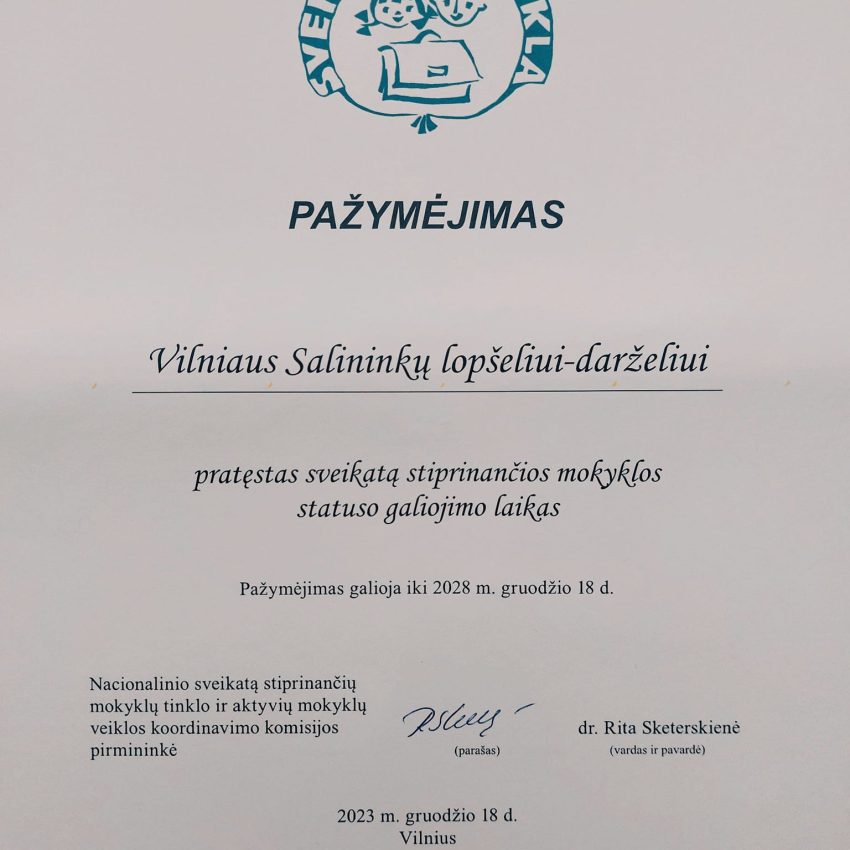 SVEI
KLA
PAŽYMĖJIMAS
Vilniaus Salininkų lopšeliui-darželiui
pratęstas sveikatą stiprinančios mokyklos
statuso galiojimo laikas
Pažymėjimas galioja iki 2028 m. gruodžio 18 d.
Nacionalinio sveikatą stiprinančių
mokyklų tinklo ir aktyvių mokyklų
veiklos koordinavimo komisijos
pirmininkė
(parašas)
dr. Rita Sketerskienė
(vardas ir pavardė)
2023 m. gruodžio 18 d.
Vilnius